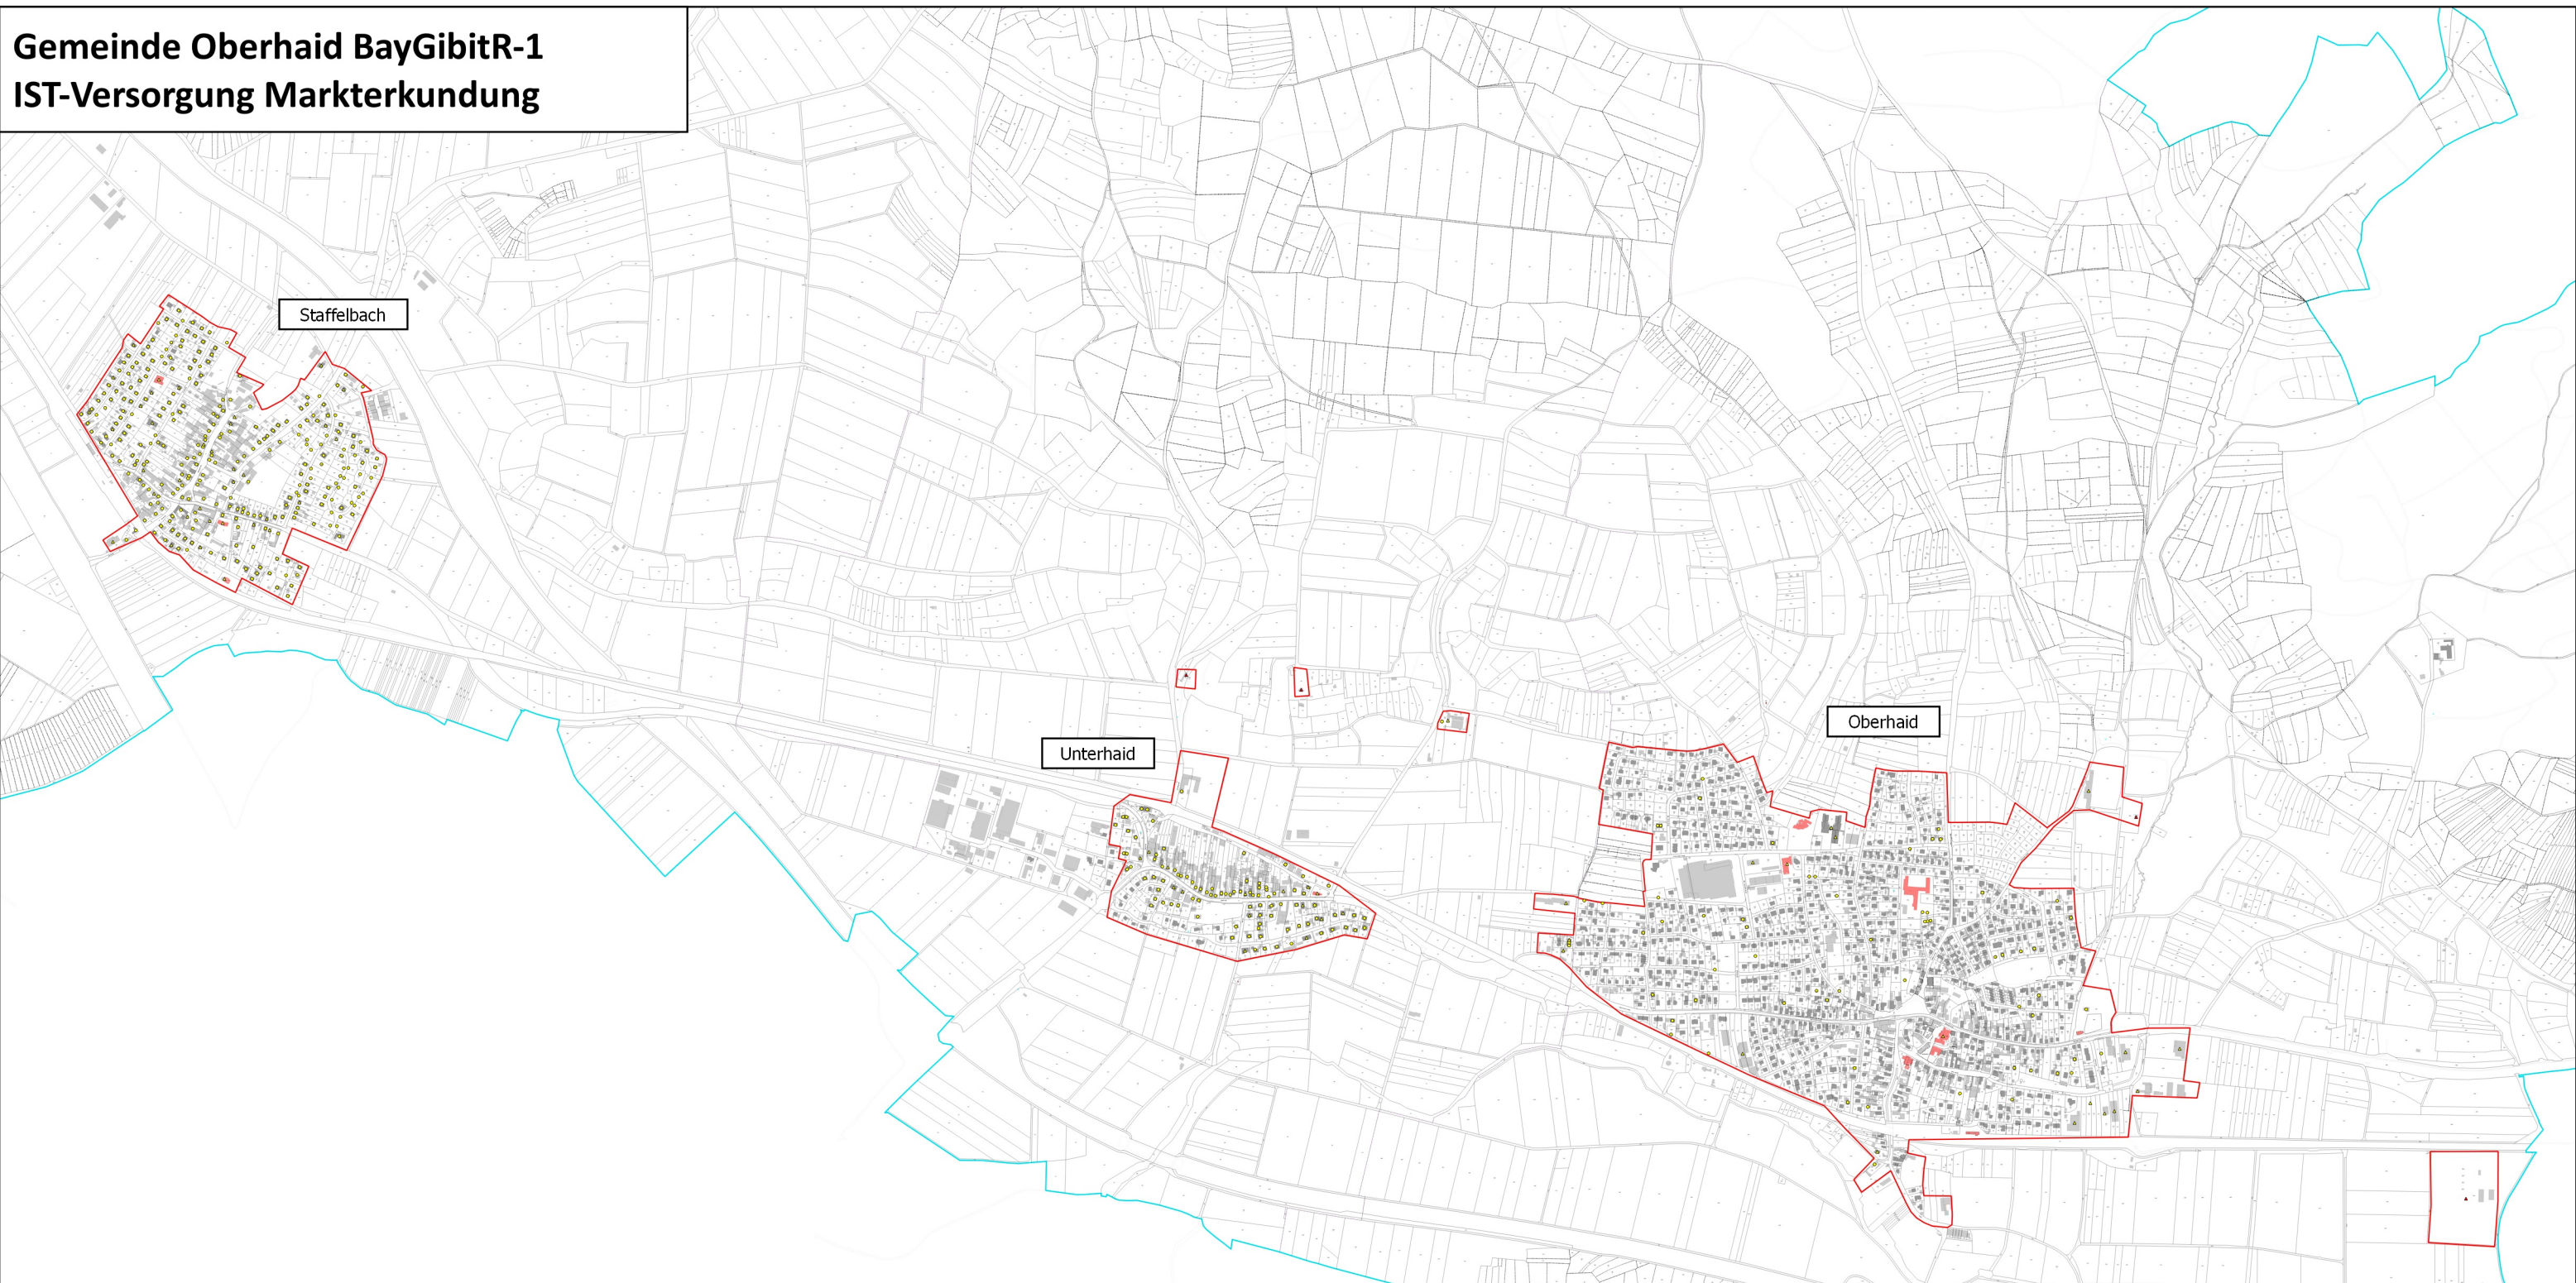 Gemeinde Oberhaid BayGibitR-1
IST-Versorgung Markterkundung
Staffelbach
Oberhaid
Unterhaid